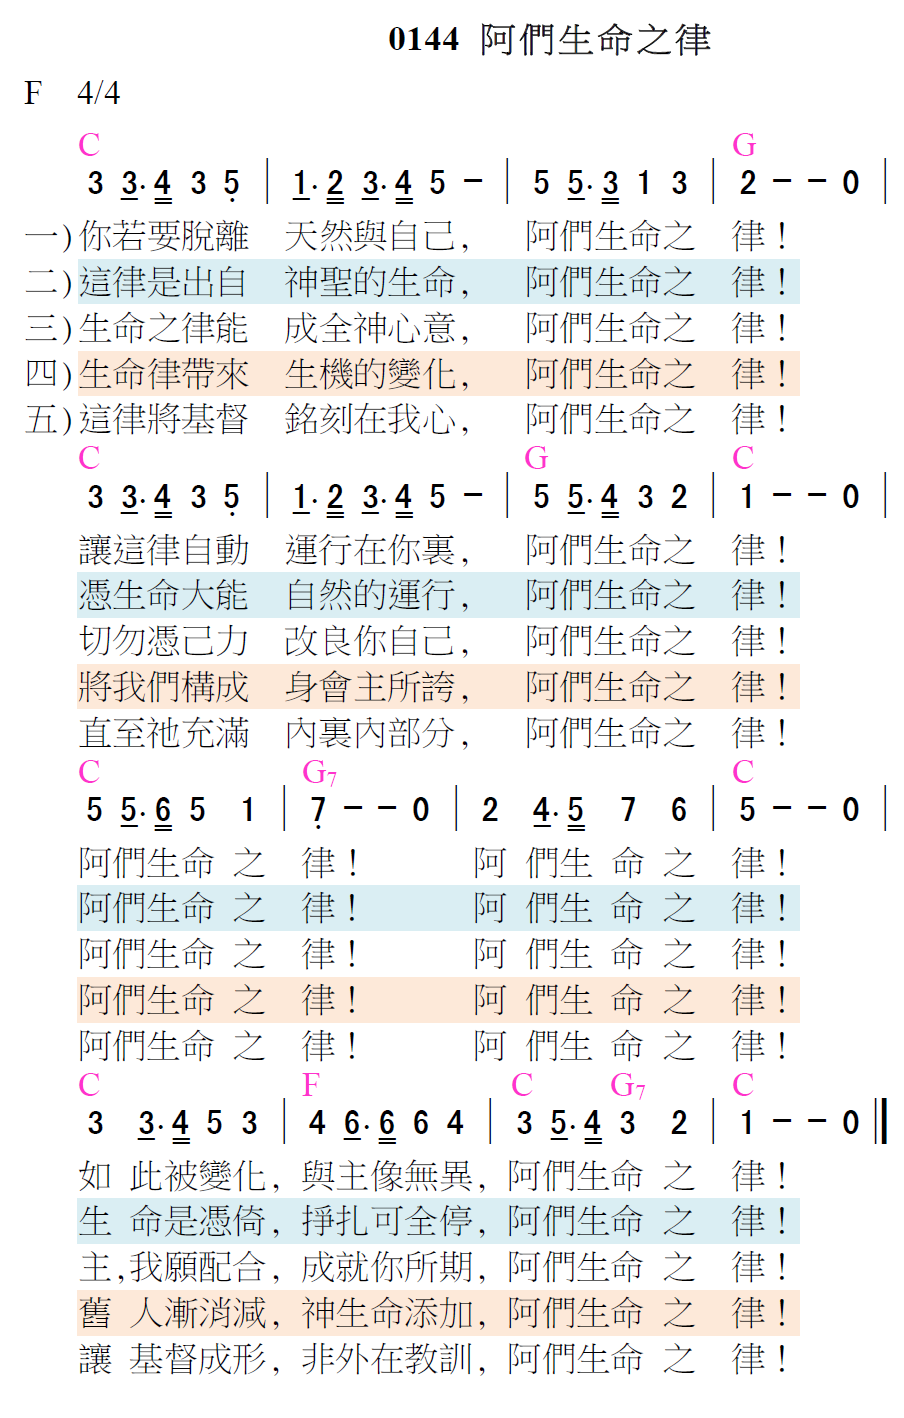 0144 阿們生命之律
F 4/4
C G
3 3. 4 3 5 | 1. 2 3. 4 5 － | 5 5. 3 1 3 | 2 － － 0 |
一)你若要脫離 天然與自己, 阿們生命之 律！
二)這律是出自 神聖的生命, 阿們生命之 律！
三)生命之律能 成全神心意, 阿們生命之 律！
四)生命律帶來 生機的變化, 阿們生命之 律！
五)這律將基督 銘刻在我心, 阿們生命之 律！
C G C
3 3. 4 3 5 | 1. 2 3. 4 5 － | 5 5. 4 3 2 | 1 － － 0 |
讓這律自動 運行在你裏, 阿們生命之 律！
憑生命大能 自然的運行, 阿們生命之 律！
切勿憑己力 改良你自己, 阿們生命之 律！
將我們構成 身會主所誇, 阿們生命之 律！
直至祂充滿 內裏內部分, 阿們生命之 律！
C G7 C
5 5. 6 5 1 | 7 － － 0 | 2 4. 5 7 6 | 5 － － 0 |
阿們生命 之 律！ 阿 們生 命 之 律！
阿們生命 之 律！ 阿 們生 命 之 律！
阿們生命 之 律！ 阿 們生 命 之 律！
阿們生命 之 律！ 阿 們生 命 之 律！
阿們生命 之 律！ 阿 們生 命 之 律！
C F C G7 C
3 3. 4 5 3 | 4 6. 6 6 4 | 3 5. 4 3 2 | 1 － － 0 ‖
如 此被變化, 與主像無異, 阿們生命 之 律！
生 命是憑倚, 掙扎可全停, 阿們生命 之 律！
主,我願配合, 成就你所期, 阿們生命 之 律！
舊 人漸消減, 神生命添加, 阿們生命 之 律！
讓 基督成形, 非外在教訓, 阿們生命 之 律！